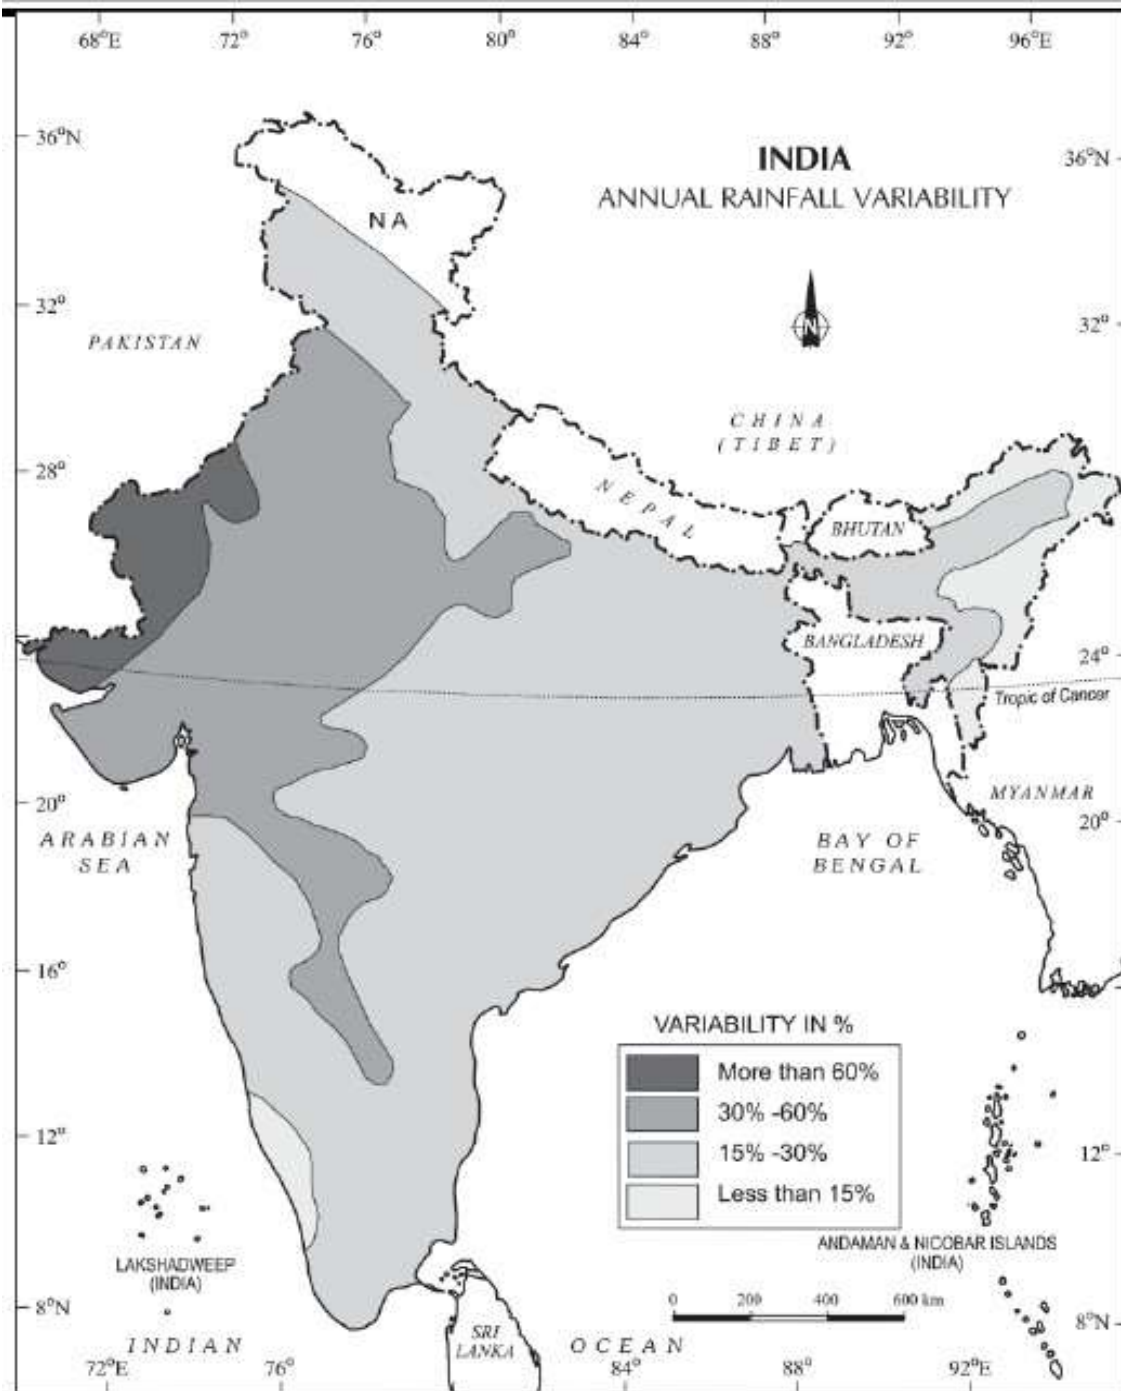 68°E 72° 76° 80° 84° 88° 92° 96°E
36°N
INDIA
36°N
ANNUAL RAINFALL VARIABILITY
N A
32°
32°
PAKISTAN
N
CHINA
(TIBET)
28°
NEPAL
BHUTAN
BANGLADESH
24°
Tropic of Cancer
20°
MYANMAR
20°
ARABIAN
SEA
BAY OF
BENGAL
16°
VARIABILITY IN %
More than 60%
30% -60%
15% -30%
Less than 15%
12°
12°
LAKSHADWEEP
(INDIA)
ANDAMAN & NICOBAR ISLANDS
(INDIA)
8°N
0 200 400 600 km
8°N
INDIAN
SRI
LANKA
OCEAN
72°E 76° 84° 88° 92°E